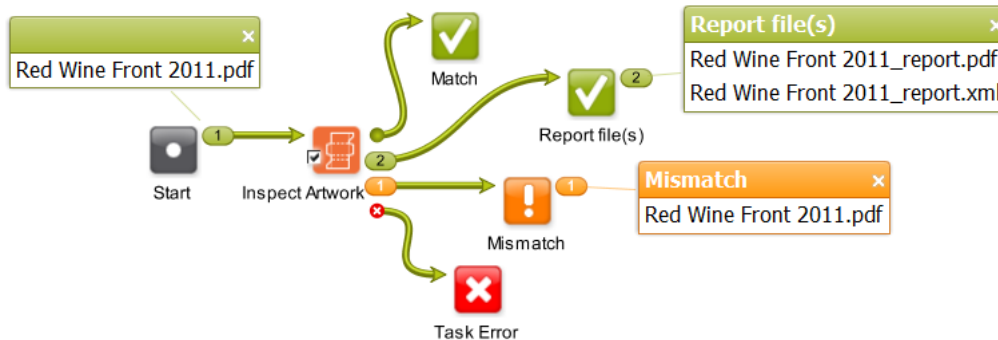 Red Wine Front 2011.pdf
1
Start
Inspect Artwork
Match
2
1
Report file(s)
2
Report file(s)
Red Wine Front 2011_report.pdf
Red Wine Front 2011_report.xml
Mismatch
1
Mismatch
Red Wine Front 2011.pdf
Task Error